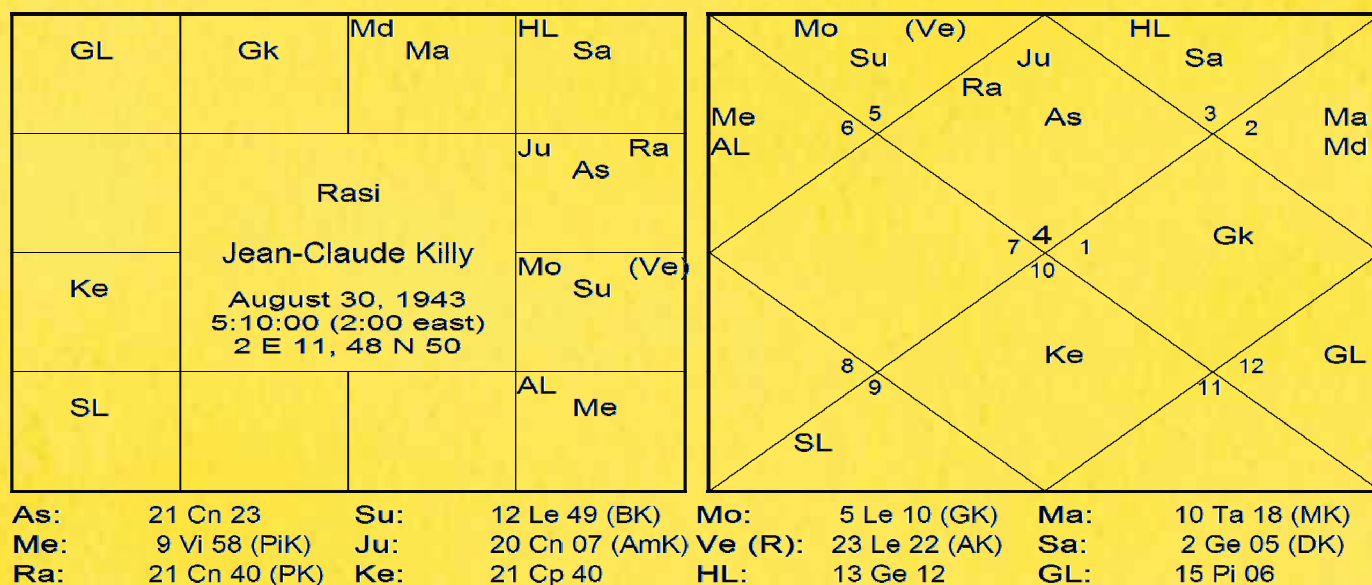 GL Gk Md Ma HL Sa
Ju Ra
As
Rasi
Jean-Claude Killy
August 30, 1943
5:10:00 (2:00 east)
2 E 11, 48 N 50
Ke
Mo (Ve)
Su
SL
AL
Me
Mo (Ve) HL
Su Ju Sa
Ra
Me 5 As 3 Ma
AL 6 2 Md
7 4 1 Gk
10
8 Ke 12 GL
9 11
SL
As: 21 Cn 23 Su: 12 Le 49 (BK) Mo: 5 Le 10 (GK) Ma: 10 Ta 18 (MK)
Me: 9 Vi 58 (PiK) Ju: 20 Cn 07 (AmK) Ve (R): 23 Le 22 (AK) Sa: 2 Ge 05 (DK)
Ra: 21 Cn 40 (PK) Ke: 21 Cp 40 HL: 13 Ge 12 GL: 15 Pi 06